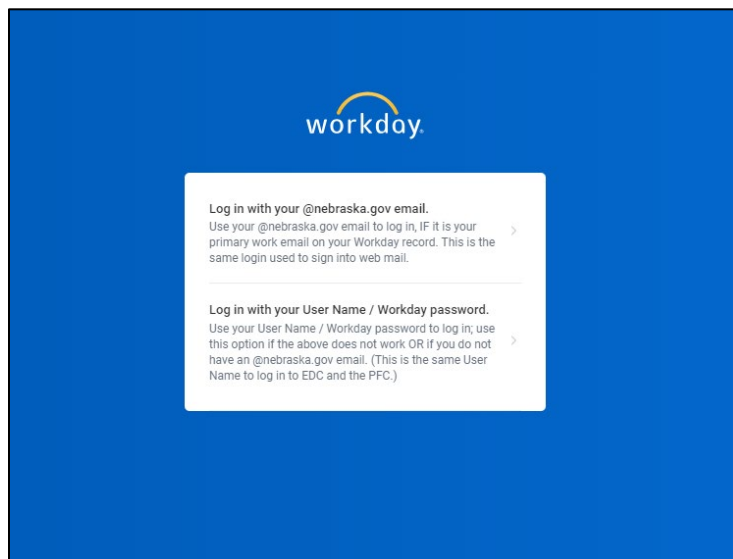 workday.
Log in with your @nebraska.gov email.
Use your @nebraska.gov email to log in, IF it is your
primary work email on your Workday record. This is the
same login used to sign into web mail.
Log in with your User Name / Workday password.
Use your User Name / Workday password to log in; use
this option if the above does not work OR if you do not
have an @nebraska.gov email. (This is the same User
Name to log in to EDC and the PFC.)